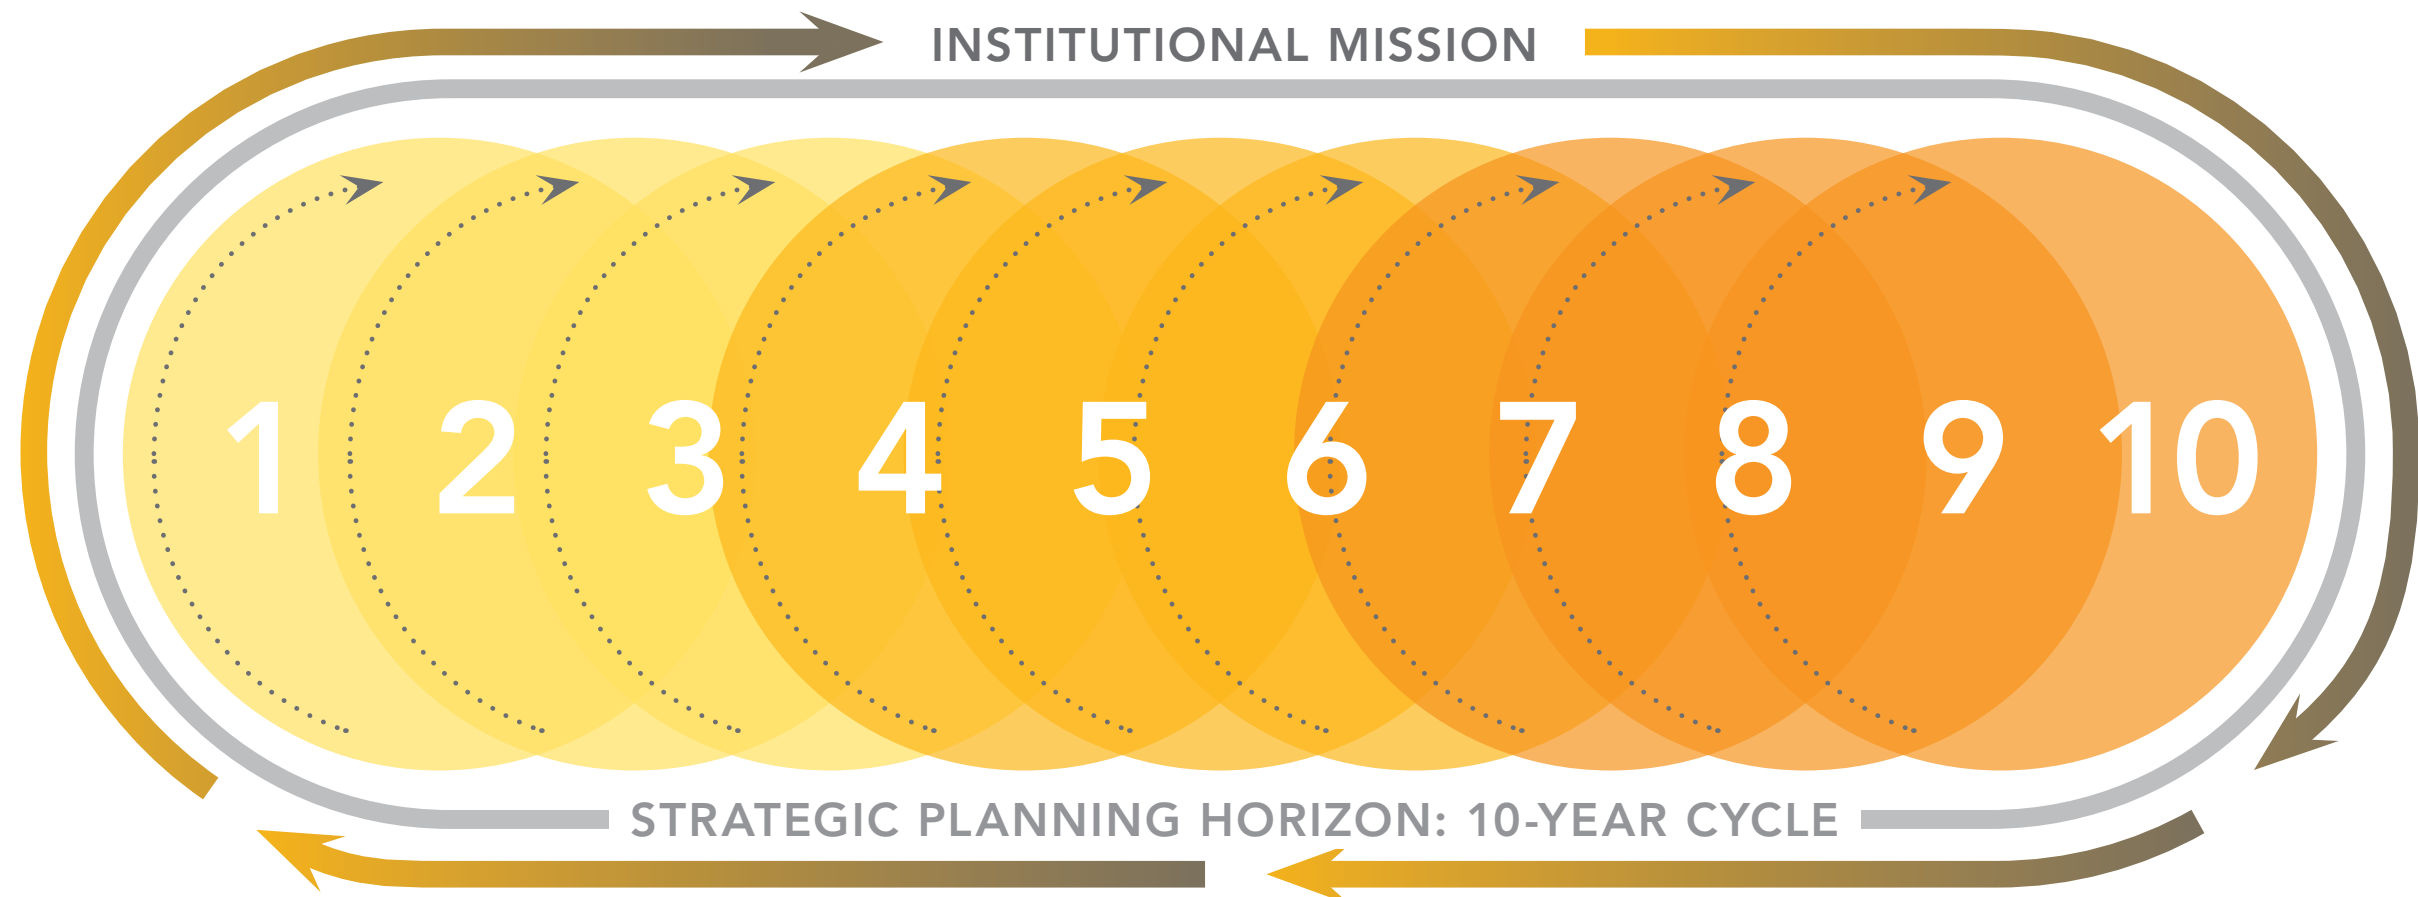 INSTITUTIONAL MISSION
1 2 3 4 5 6 7 8 9 10
STRATEGIC PLANNING HORIZON: 10-YEAR CYCLE